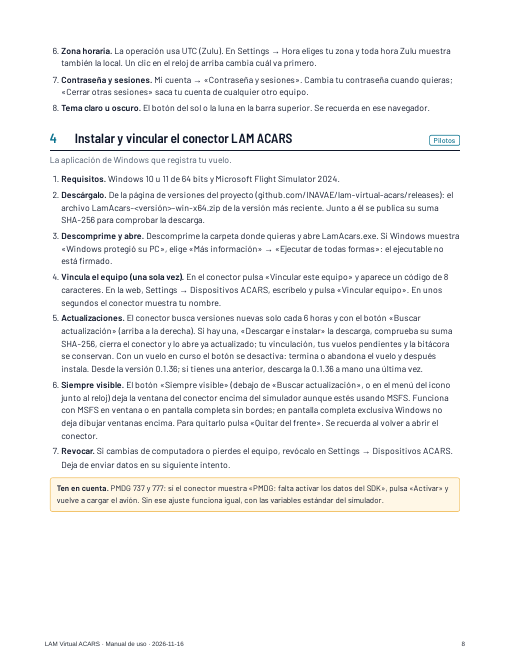 6. Zona horaria. La operación usa UTC (Zulu). En Settings → Hora eliges tu zona y toda hora Zulu muestra
también la local. Un clic en el reloj de arriba cambia cuál va primero.
7. Contraseña y sesiones. Mi cuenta → «Contraseña y sesiones». Cambia tu contraseña cuando quieras;
«Cerrar otras sesiones» saca tu cuenta de cualquier otro equipo.
8. Tema claro u oscuro. El botón del sol o la luna en la barra superior. Se recuerda en ese navegador.
4 Instalar y vincular el conector LAM ACARS
Pilotos
La aplicación de Windows que registra tu vuelo.
1. Requisitos. Windows 10 u 11 de 64 bits y Microsoft Flight Simulator 2024.
2. Descárgalo. De la página de versiones del proyecto (github.com/INAVAE/lam-virtual-acars/releases): el
archivo LamAcars-<versión>-win-x64.zip de la versión más reciente. Junto a él se publica su suma
SHA-256 para comprobar la descarga.
3. Descomprime y abre. Descomprime la carpeta donde quieras y abre LamAcars.exe. Si Windows muestra
«Windows protegió su PC», elige «Más información» → «Ejecutar de todas formas»: el ejecutable no
está firmado.
4. Vincula el equipo (una sola vez). En el conector pulsa «Vincular este equipo» y aparece un código de 8
caracteres. En la web, Settings → Dispositivos ACARS, escríbelo y pulsa «Vincular equipo». En unos
segundos el conector muestra tu nombre.
5. Actualizaciones. El conector busca versiones nuevas solo cada 6 horas y con el botón «Buscar
actualización» (arriba a la derecha). Si hay una, «Descargar e instalar» la descarga, comprueba su suma
SHA-256, cierra el conector y lo abre ya actualizado; tu vinculación, tus vuelos pendientes y la bitácora
se conservan. Con un vuelo en curso el botón se desactiva: termina o abandona el vuelo y después
instala. Desde la versión 0.1.36; si tienes una anterior, descarga la 0.1.36 a mano una última vez.
6. Siempre visible. El botón «Siempre visible» (debajo de «Buscar actualización», o en el menú del icono
junto al reloj) deja la ventana del conector encima del simulador aunque estés usando MSFS. Funciona
con MSFS en ventana o en pantalla completa sin bordes; en pantalla completa exclusiva Windows no
deja dibujar ventanas encima. Para quitarlo pulsa «Quitar del frente». Se recuerda al volver a abrir el
conector.
7. Revocar. Si cambias de computadora o pierdes el equipo, revócalo en Settings → Dispositivos ACARS.
Deja de enviar datos en su siguiente intento.
Ten en cuenta. PMDG 737 y 777: si el conector muestra «PMDG: falta activar los datos del SDK», pulsa «Activar» y
vuelve a cargar el avión. Sin ese ajuste funciona igual, con las variables estándar del simulador.
LAM Virtual ACARS · Manual de uso · 2026-11-16
8